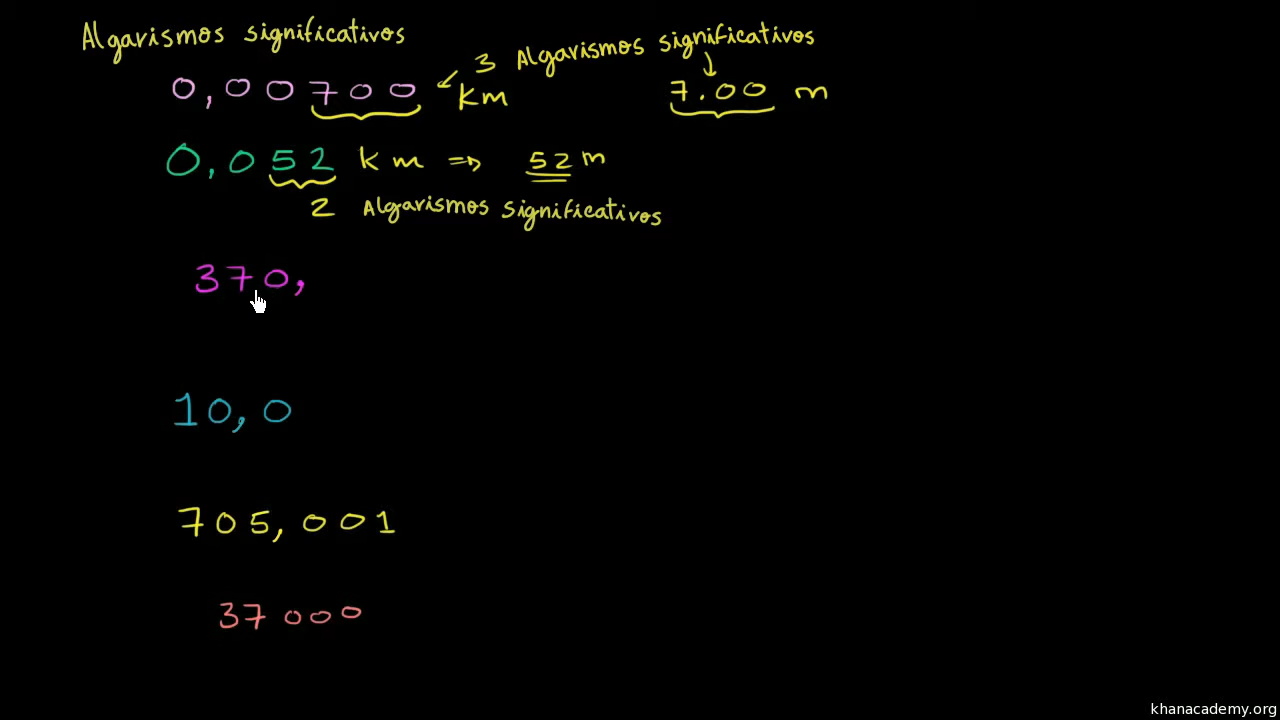 Algarismos significativos
3 Algarismos significativos
0,00700 Km 7.00 m
0,052 km => 52 m
2 Algarismos significativos
370,
10,0
705,001
37000
khanacademy.org